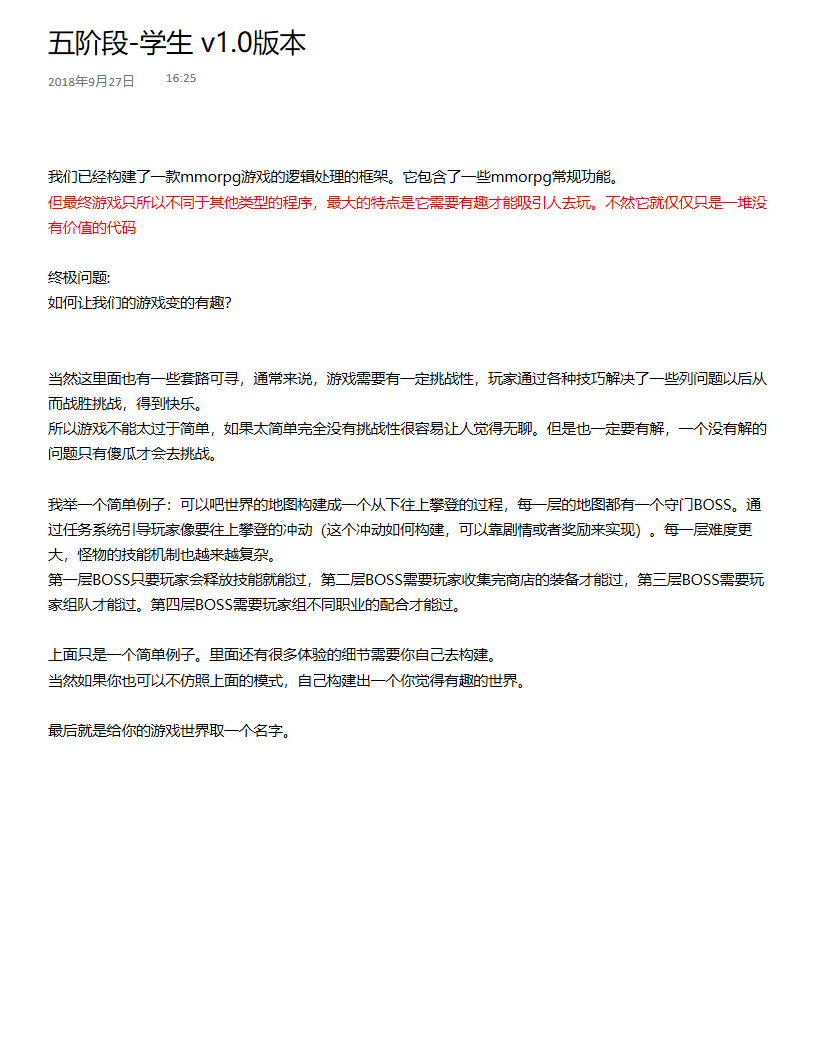 五阶段-学生 v1.0版本
2018年9月27日 16:25
我们已经构建了一款mmorpg游戏的逻辑处理的框架。它包含了一些mmorpg常规功能。
但最终游戏只所以不同于其他类型的程序，最大的特点是它需要有趣才能吸引人去玩。不然它就仅仅只是一堆没
有价值的代码
终极问题:
如何让我们的游戏变的有趣?
当然这里面也有一些套路可寻，通常来说，游戏需要有一定挑战性，玩家通过各种技巧解决了一些列问题以后从
而战胜挑战，得到快乐。
所以游戏不能太过于简单，如果太简单完全没有挑战性很容易让人觉得无聊。但是也一定要有解，一个没有解的
问题只有傻瓜才会去挑战。
我举一个简单例子：可以吧世界的地图构建成一个从下往上攀登的过程，每一层的地图都有一个守门BOSS。通
过任务系统引导玩家像要往上攀登的冲动（这个冲动如何构建，可以靠剧情或者奖励来实现）。每一层难度更
大，怪物的技能机制也越来越复杂。
第一层BOSS只要玩家会释放技能就能过，第二层BOSS需要玩家收集完商店的装备才能过，第三层BOSS需要玩
家组队才能过。第四层BOSS需要玩家组不同职业的配合才能过。
上面只是一个简单例子。里面还有很多体验的细节需要你自己去构建。
当然如果你也可以不仿照上面的模式，自己构建出一个你觉得有趣的世界。
最后就是给你的游戏世界取一个名字。